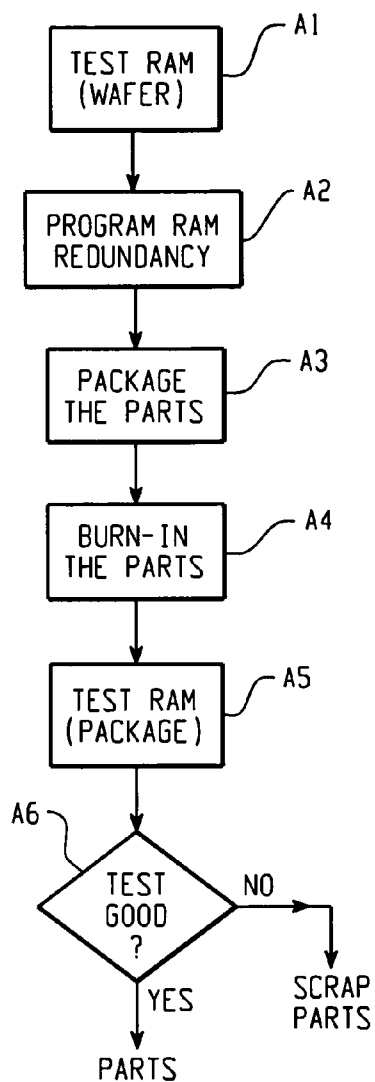 A1
TEST RAM
(WAFER)
A2
PROGRAM RAM
REDUNDANCY
A3
PACKAGE
THE PARTS
A4
BURN-IN
THE PARTS
A5
TEST RAM
(PACKAGE)
A6
TEST
GOOD
?
NO
YES
SCRAP
PARTS
PARTS